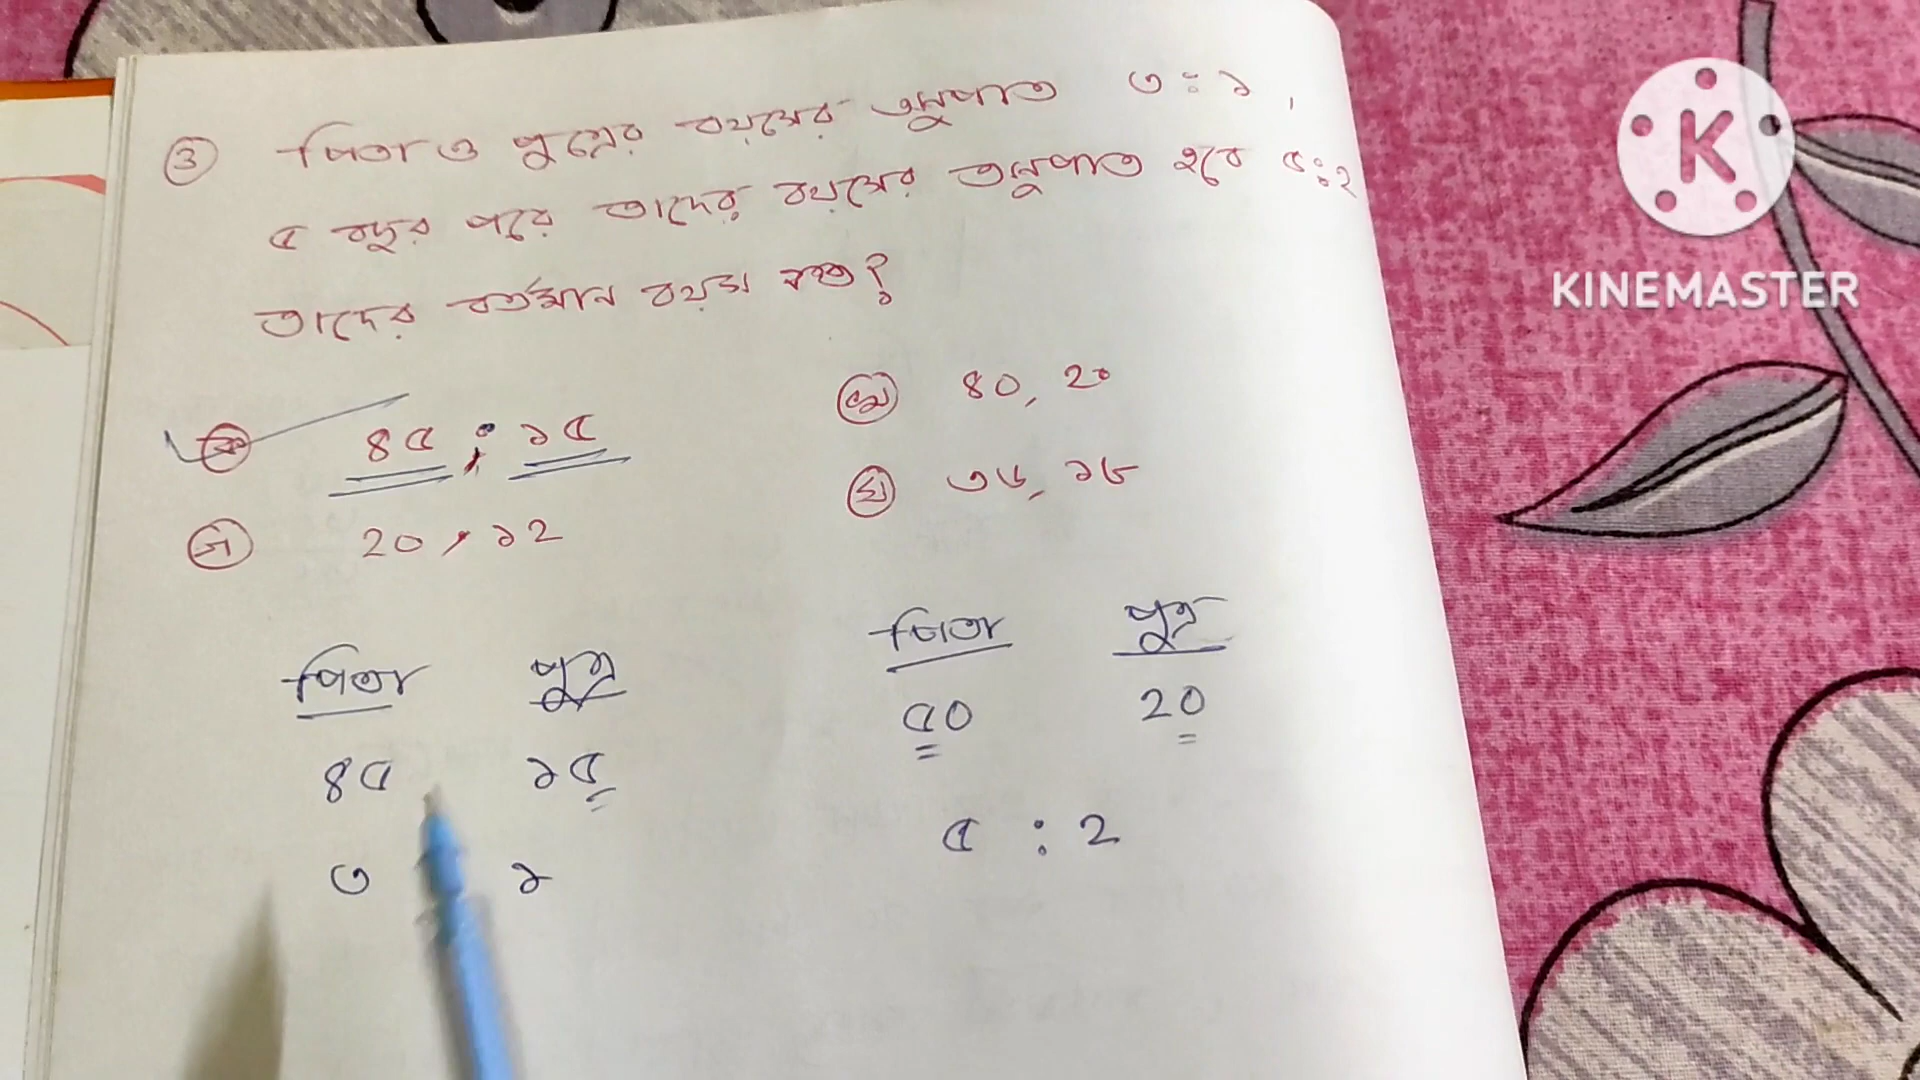 ৩ পিতা ও পুত্রের বয়সের অনুপাত ৩ : ১,
৫ বছর পরে তাদের বয়সের অনুপাত হবে ৫:২
তাদের বর্তমান বয়স কত?
ক ৪৫ ; ১৫
খ ৪০, ২০
গ ২০, ১২
ঘ ৩৬, ১৮
পিতা পুত্র
৪৫ ১৫
৩ ১
পিতা পুত্র
৫০ ২০
৫ : ২
K
KINEMASTER